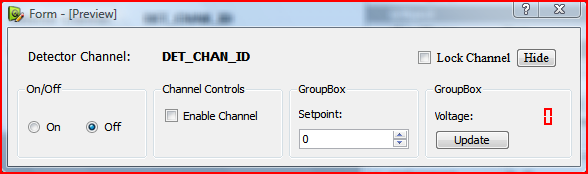 Form - [Preview]
Detector Channel: DET_CHAN_ID Lock Channel Hide
On/Off Channel Controls GroupBox GroupBox
On Off Enable Channel Setpoint: Voltage: 0
0 Update